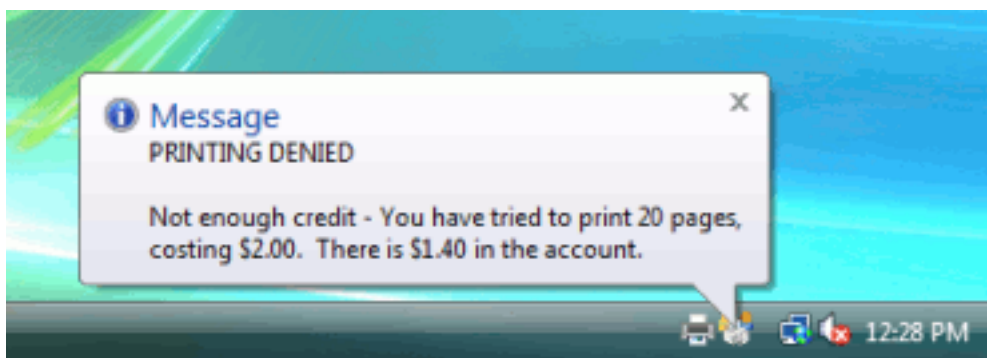 Message
PRINTING DENIED
Not enough credit - You have tried to print 20 pages,
costing $2.00.  There is $1.40 in the account.
12:28 PM